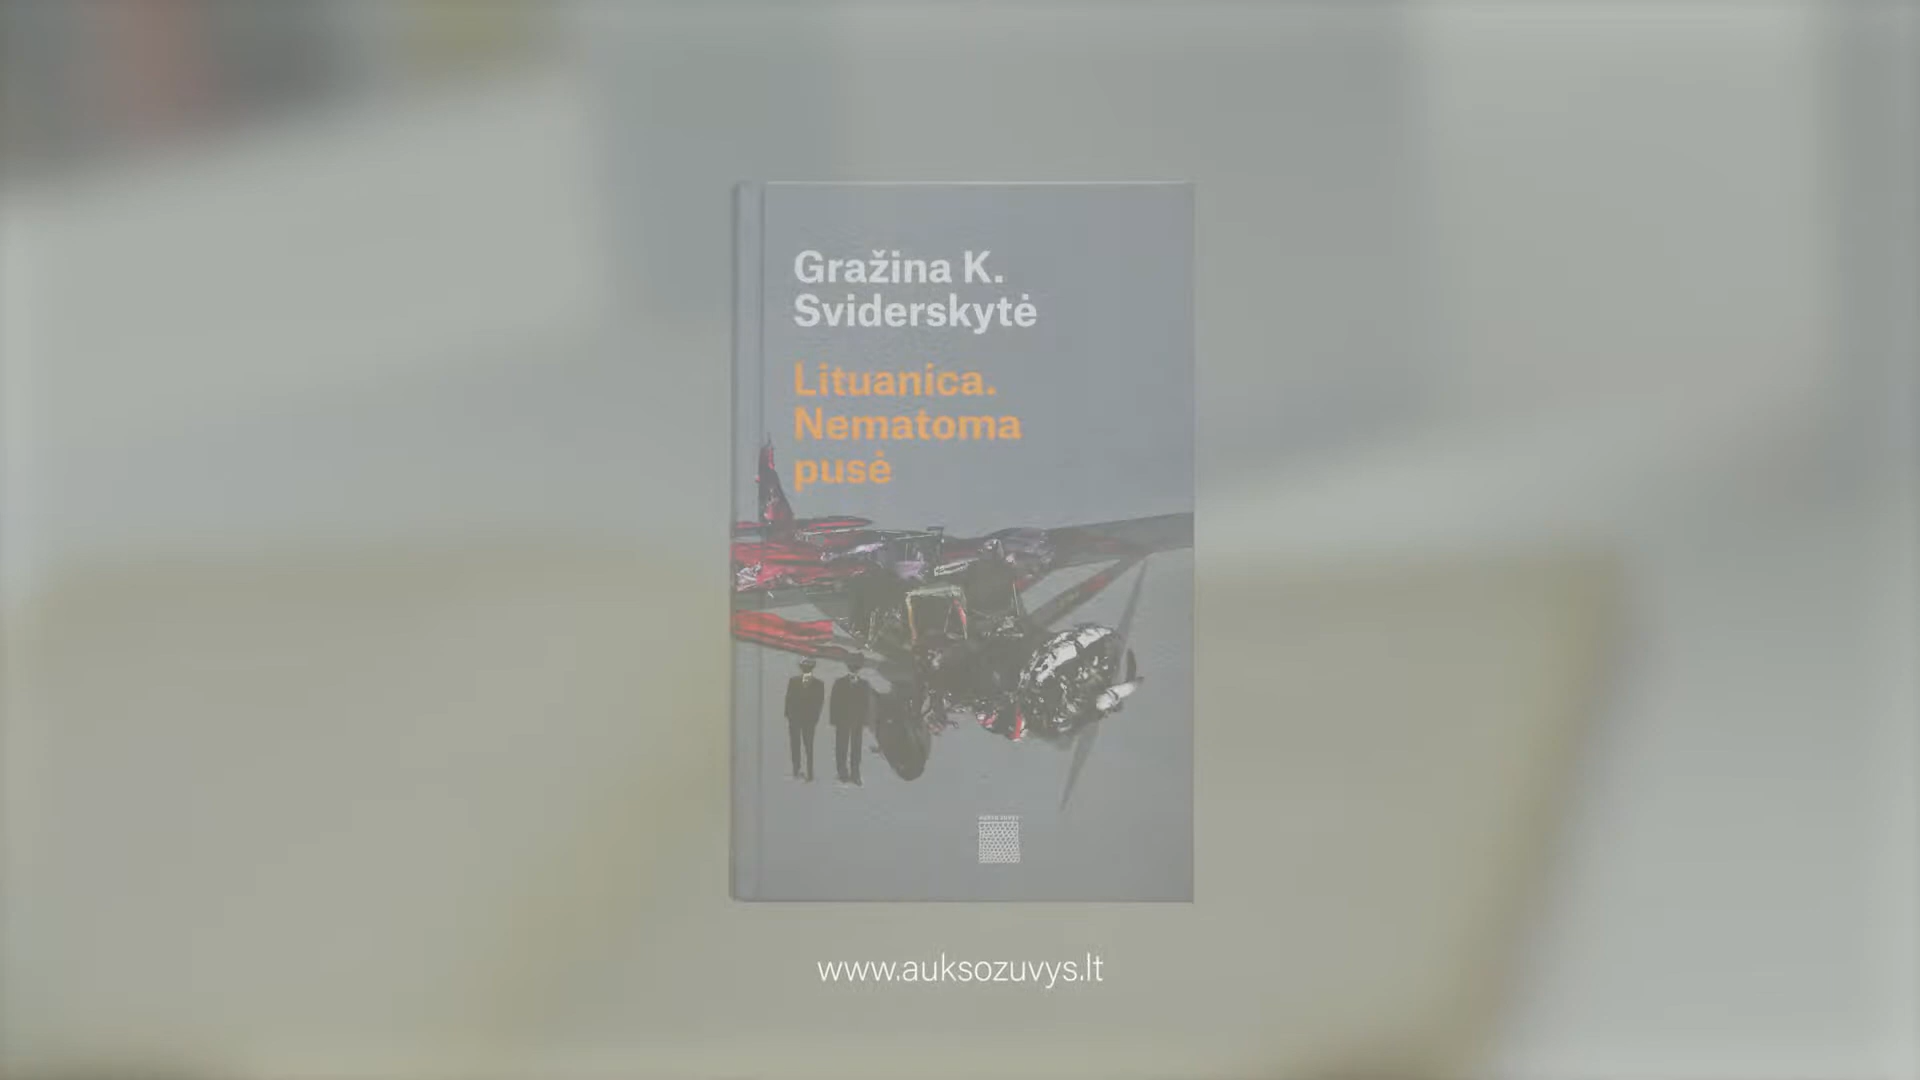 Gražina K.
Sviderskytė
Lituanica.
Nematoma
pusė
www.auksozuvys.lt